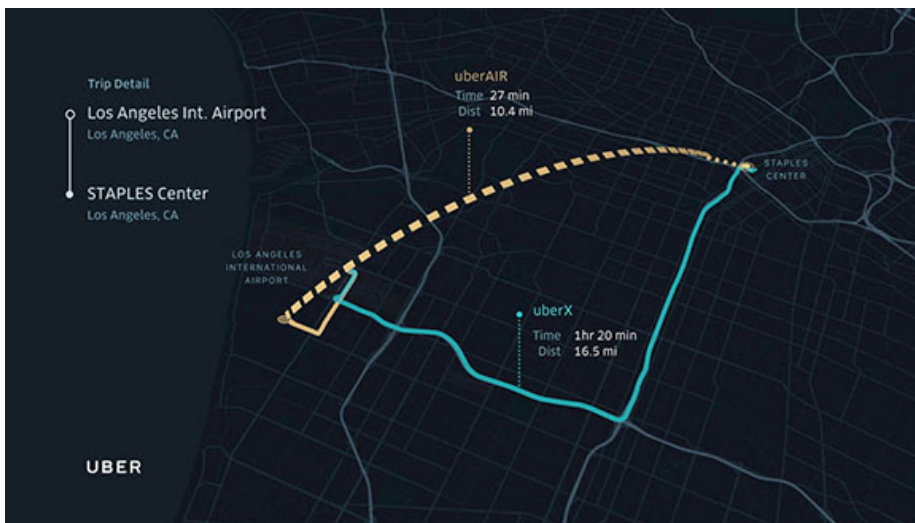 Trip Detail
Los Angeles Int. Airport
Los Angeles, CA
STAPLES Center
Los Angeles, CA
uberAIR
Time 27 min
Dist 10.4 mi
STAPLES
CENTER
LOS ANGELES
INTERNATIONAL
AIRPORT
uberX
Time 1hr 20 min
Dist 16.5 mi
UBER